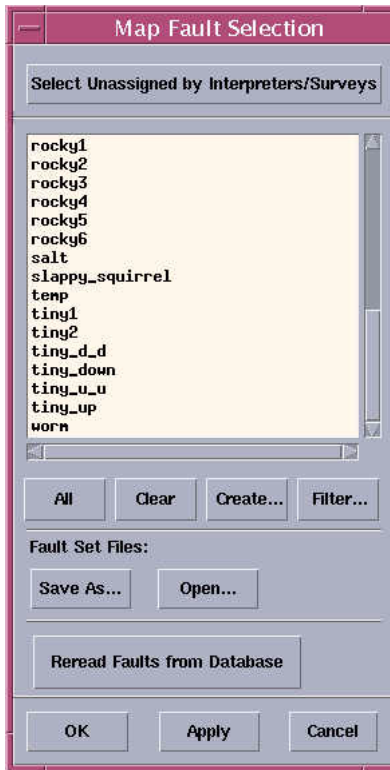 Map Fault Selection
Select Unassigned by Interpreters/Surveys
rocky1
rocky2
rocky3
rocky4
rocky5
rocky6
salt
slappy_squirrel
temp
tiny1
tiny2
tiny_d_d
tiny_down
tiny_u_u
tiny_up
worm
All Clear Create... Filter...
Fault Set Files:
Save As... Open...
Reread Faults from Database
OK Apply Cancel